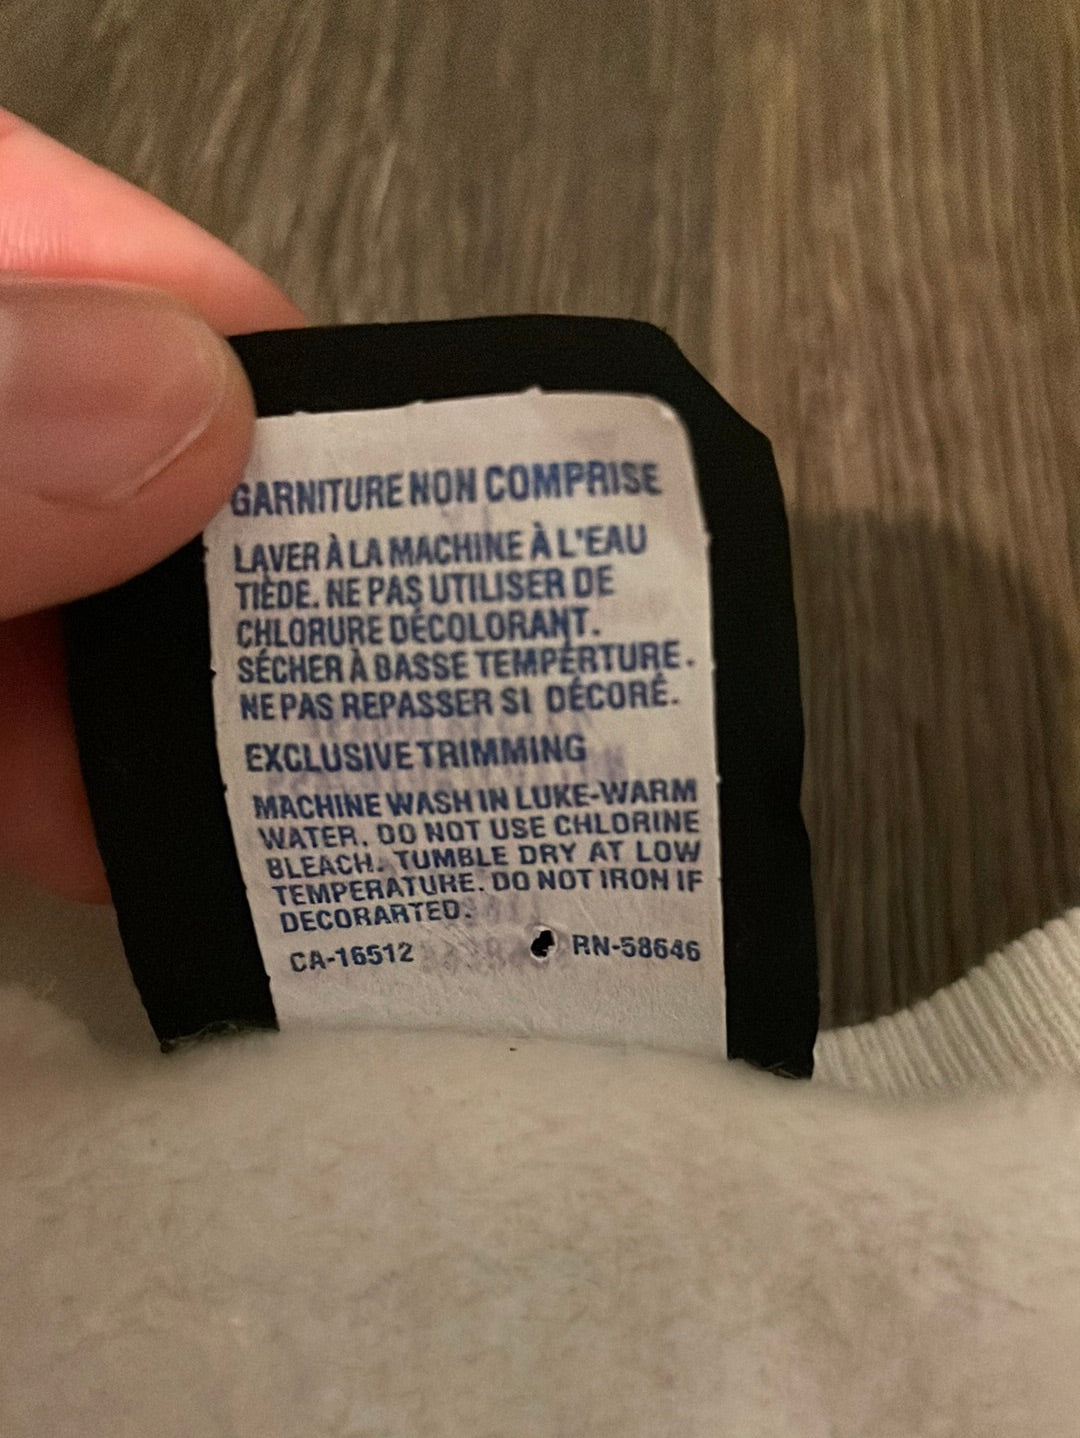 GARNITURE NON COMPRISE
LAVER À LA MACHINE À L'EAU
TIÈDE. NE PAS UTILISER DE
CHLORURE DÉCOLORANT.
SÉCHER À BASSE TEMPÉRTURE.
NE PAS REPASSER SI DÉCORÉ.
EXCLUSIVE TRIMMING
MACHINE WASH IN LUKE-WARM
WATER. DO NOT USE CHLORINE
BLEACH. TUMBLE DRY AT LOW
TEMPERATURE. DO NOT IRON IF
DECORARTED.
CA-16512 RN-58646